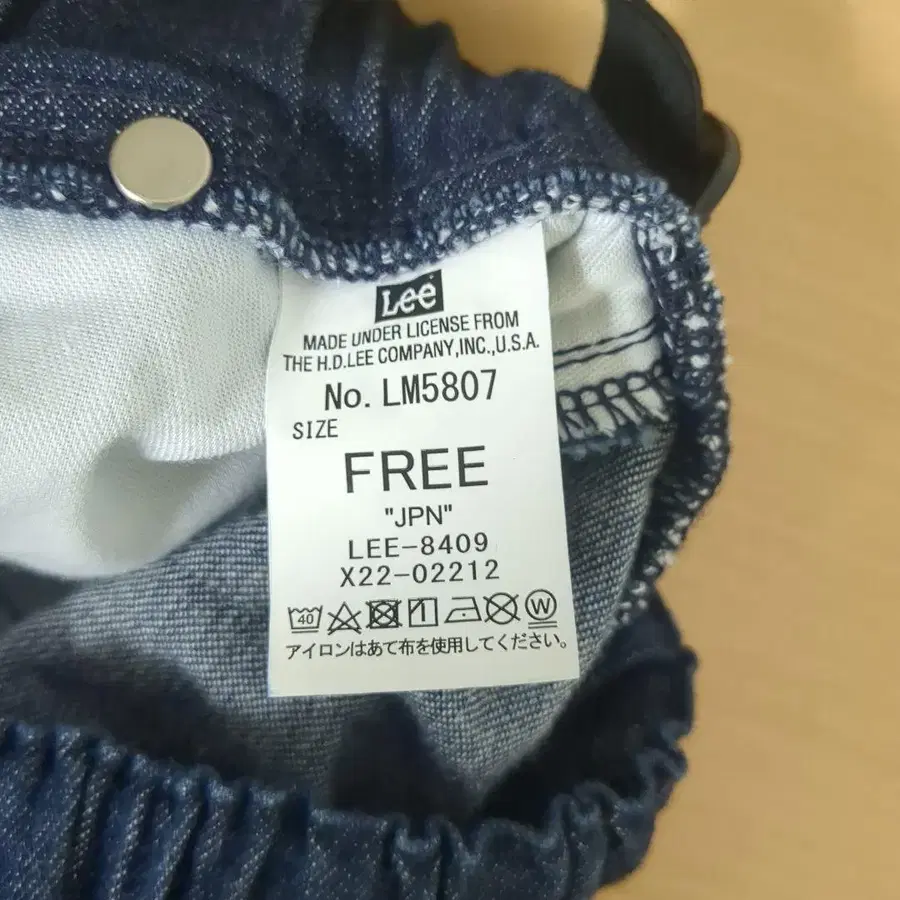 Lee
MADE UNDER LICENSE FROM
THE H.D.LEE COMPANY,INC.,U.S.A.
No. LM5807
SIZE
FREE
"JPN"
LEE-8409
X22-02212
40 W
アイロンはあて布を使用してください。